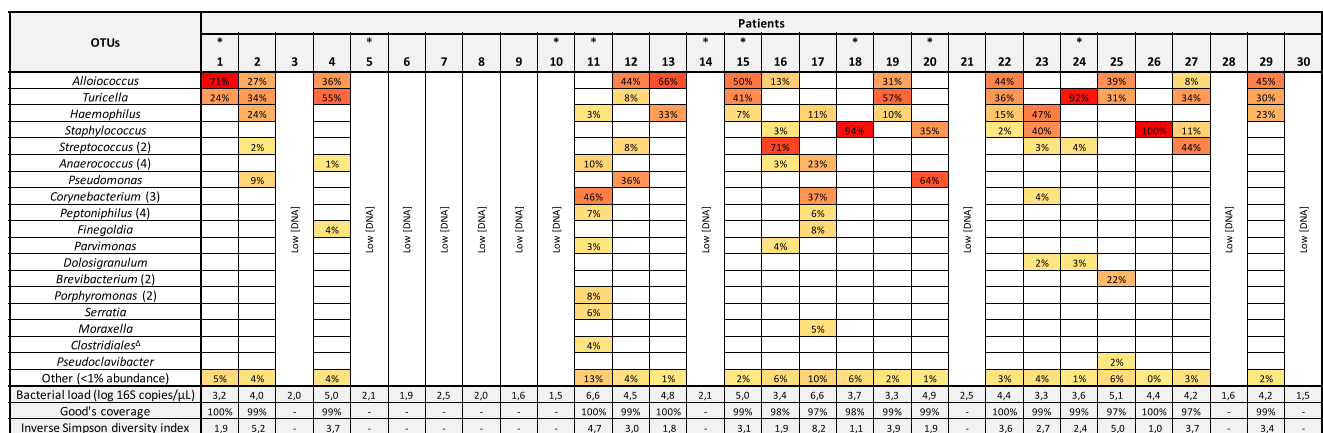 Patients
OTUs
* * * * * * * * *
1 2 3 4 5 6 7 8 9 10 11 12 13 14 15 16 17 18 19 20 21 22 23 24 25 26 27 28 29 30
Alloiococcus 71% 27% 36% 44% 66% 50% 13% 31% 44% 39% 8% 45%
Turicella 24% 34% 55% 8% 41% 57% 36% 92% 31% 34% 30%
Haemophilus 24% 3% 33% 7% 11% 10% 15% 47% 23%
Staphylococcus 3% 94% 35% 2% 40% 100% 11%
Streptococcus (2) 2% 8% 71% 3% 4% 44%
Anaerococcus (4) 1% 10% 3% 23%
Pseudomonas 9% 36% 64%
Corynebacterium (3) 46% 37% 4%
Peptoniphilus (4) 7% 6%
Low [DNA] Low [DNA] Low [DNA] Low [DNA] Low [DNA] Low [DNA] Low [DNA] Low [DNA] Low [DNA] Low [DNA] Low [DNA]
Finegoldia 4% 8%
Parvimonas 3% 4%
Dolosigranulum 2% 3%
Brevibacterium (2) 22%
Porphyromonas (2) 8%
Serratia 6%
Moraxella 5%
ClostridialesΔ 4%
Pseudoclavibacter 2%
Other (<1% abundance) 5% 4% 4% 13% 4% 1% 2% 6% 10% 6% 2% 1% 3% 4% 1% 6% 0% 3% 2%
Bacterial load (log 16S copies/µL) 3,2 4,0 2,0 5,0 2,1 1,9 2,5 2,0 1,6 1,5 6,6 4,5 4,8 2,1 5,0 3,4 6,6 3,7 3,3 4,9 2,5 4,4 3,3 3,6 5,1 4,4 4,2 1,6 4,2 1,5
Good's coverage 100% 99% - 99% - - - - - - 100% 99% 100% - 99% 98% 97% 98% 99% 99% - 100% 99% 99% 97% 100% 97% - 99% -
Inverse Simpson diversity index 1,9 5,2 - 3,7 - - - - - - 4,7 3,0 1,8 - 3,1 1,9 8,2 1,1 3,9 1,9 - 3,6 2,7 2,4 5,0 1,0 3,7 - 3,4 -